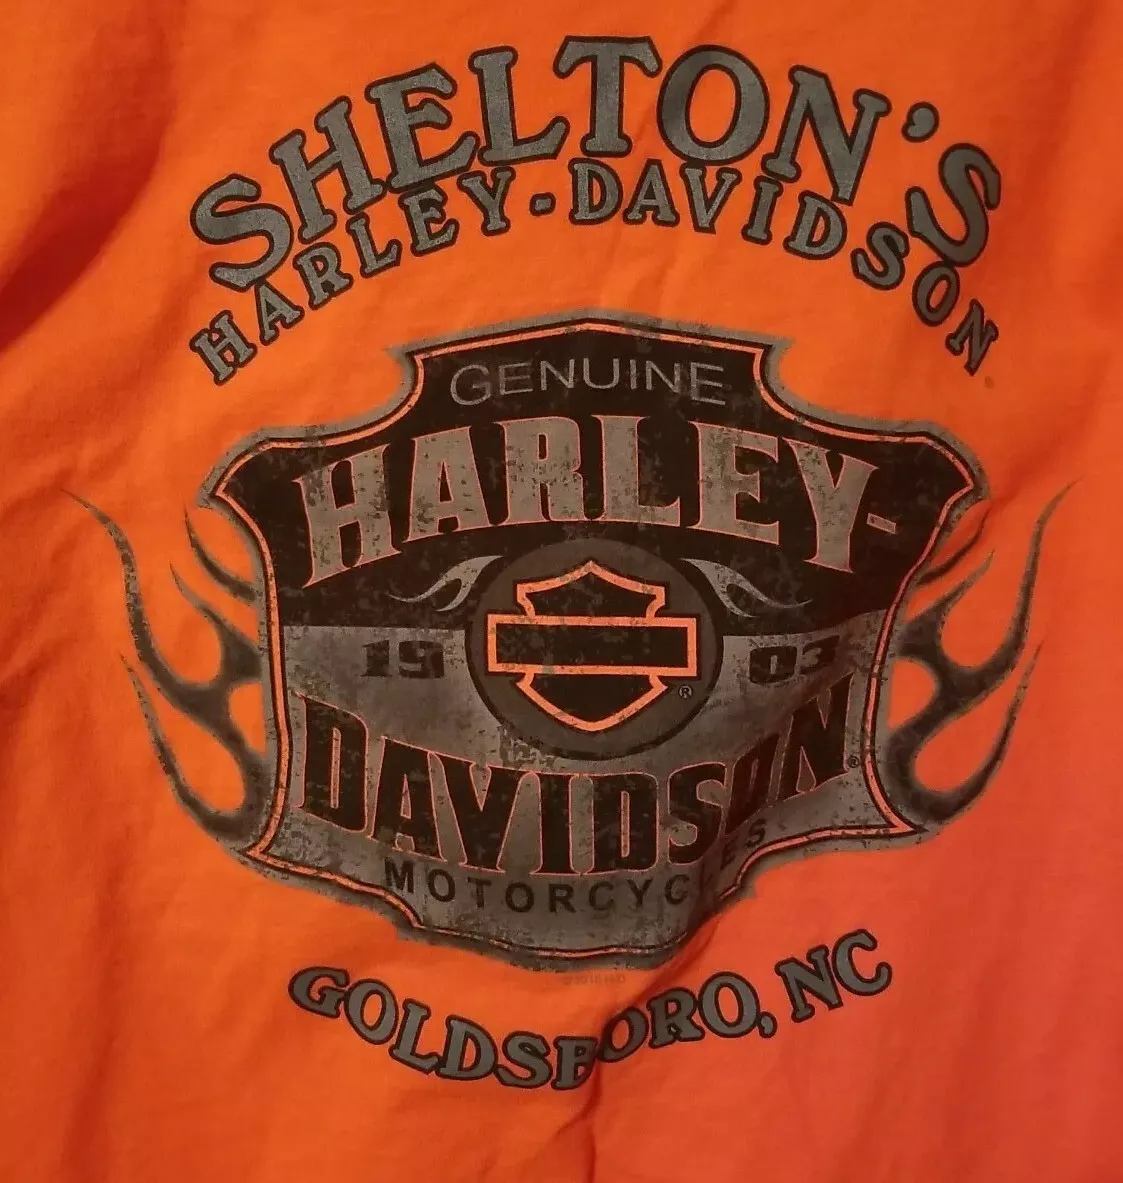 SHELTON'S
HARLEY-DAVIDSON
GENUINE
HARLEY-
19 03
®
DAVIDSON®
MOTORCYCLES
GOLDSBORO, NC